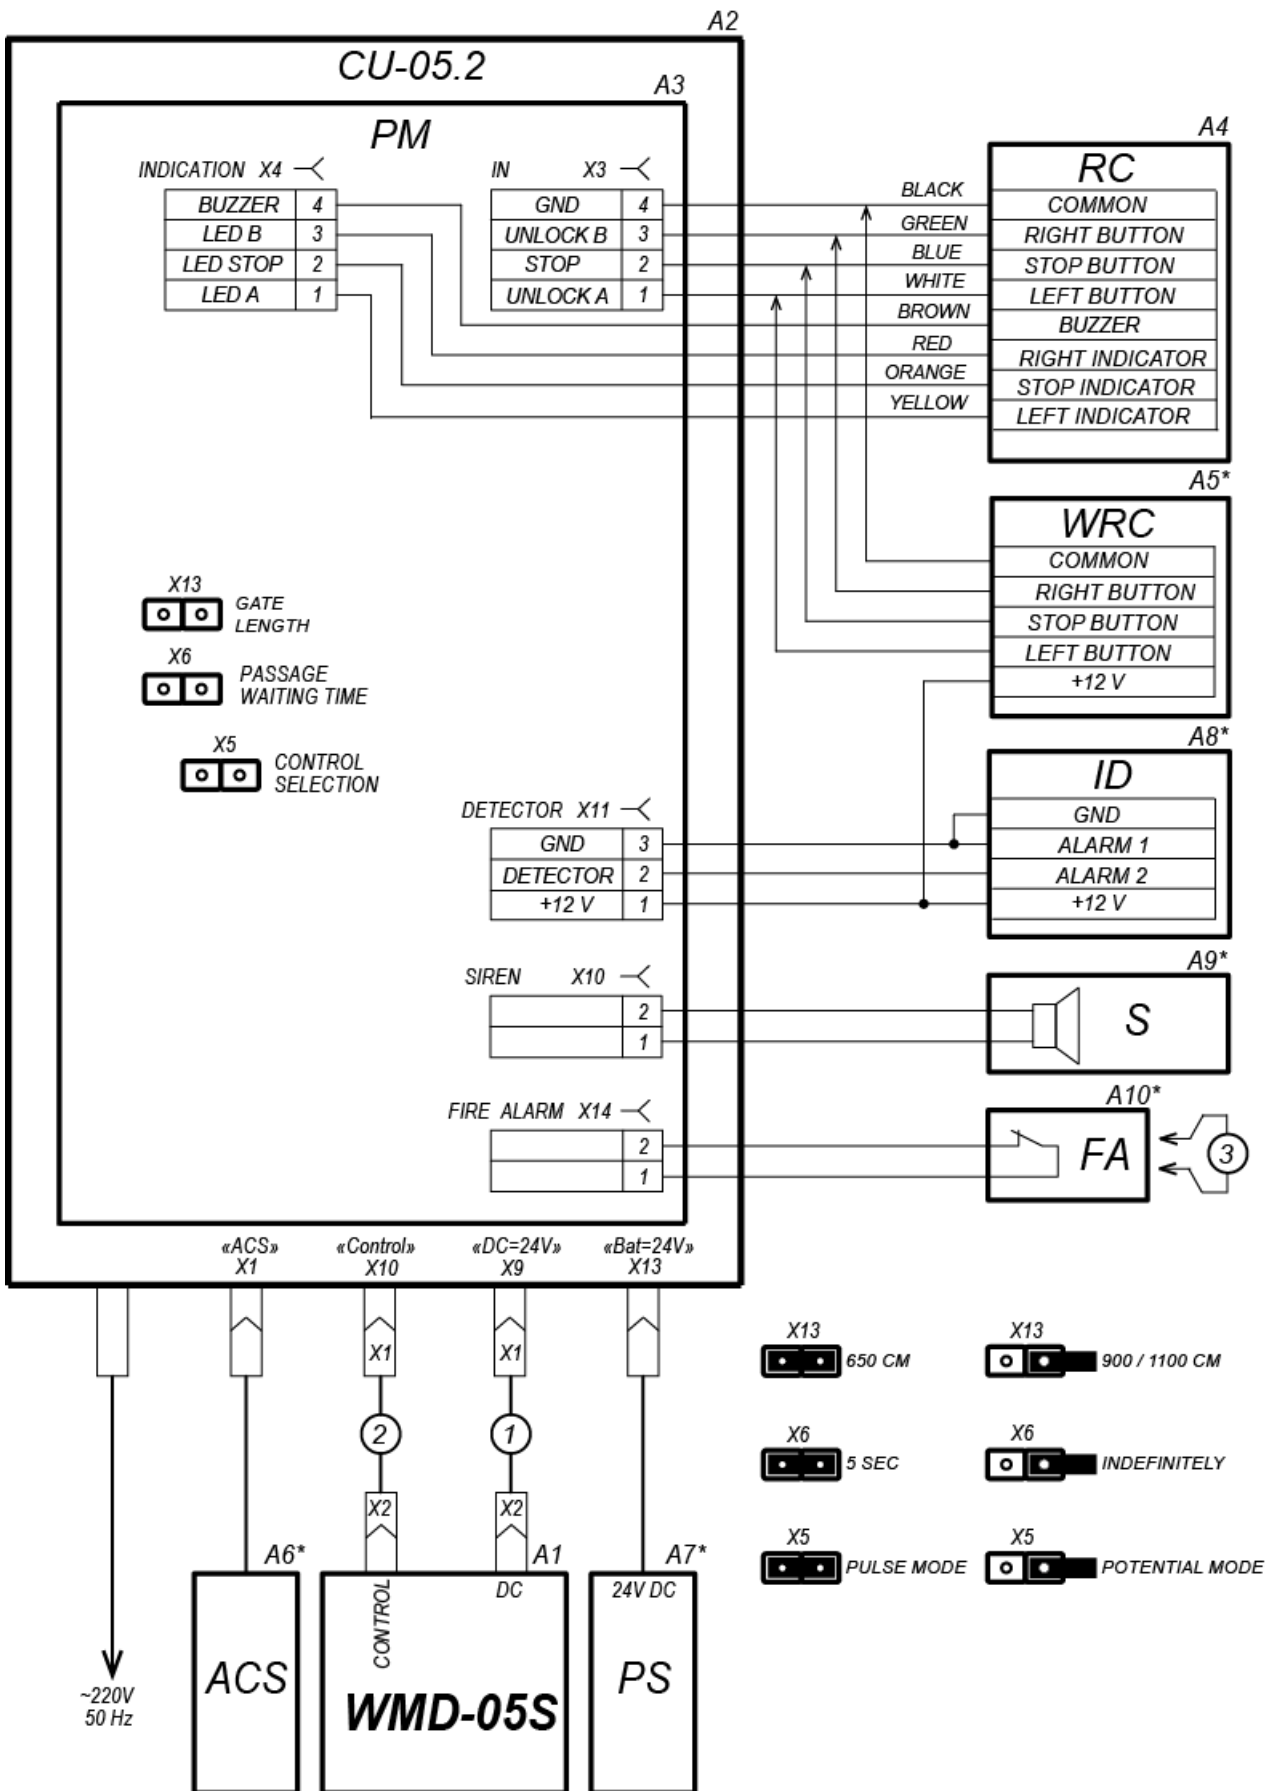 A2
CU-05.2
A3
PM
INDICATION X4
BUZZER 4
LED B 3
LED STOP 2
LED A 1
IN X3
GND 4
UNLOCK B 3
STOP 2
UNLOCK A 1
BLACK
GREEN
BLUE
WHITE
BROWN
RED
ORANGE
YELLOW
A4
RC
COMMON
RIGHT BUTTON
STOP BUTTON
LEFT BUTTON
BUZZER
RIGHT INDICATOR
STOP INDICATOR
LEFT INDICATOR
A5*
WRC
COMMON
RIGHT BUTTON
STOP BUTTON
LEFT BUTTON
+12 V
X13
GATE
LENGTH
X6
PASSAGE
WAITING TIME
X5
CONTROL
SELECTION
DETECTOR X11
GND 3
DETECTOR 2
+12 V 1
A8*
ID
GND
ALARM 1
ALARM 2
+12 V
SIREN X10
2
1
A9*
S
FIRE ALARM X14
2
1
A10*
FA
3
«ACS»
X1
«Control»
X10
«DC=24V»
X9
«Bat=24V»
X13
X1
X1
2
1
X2
X2
~220V
50 Hz
A6*
ACS
A1
CONTROL
DC
WMD-05S
A7*
24V DC
PS
X13
650 CM
X13
900 / 1100 CM
X6
5 SEC
X6
INDEFINITELY
X5
PULSE MODE
X5
POTENTIAL MODE